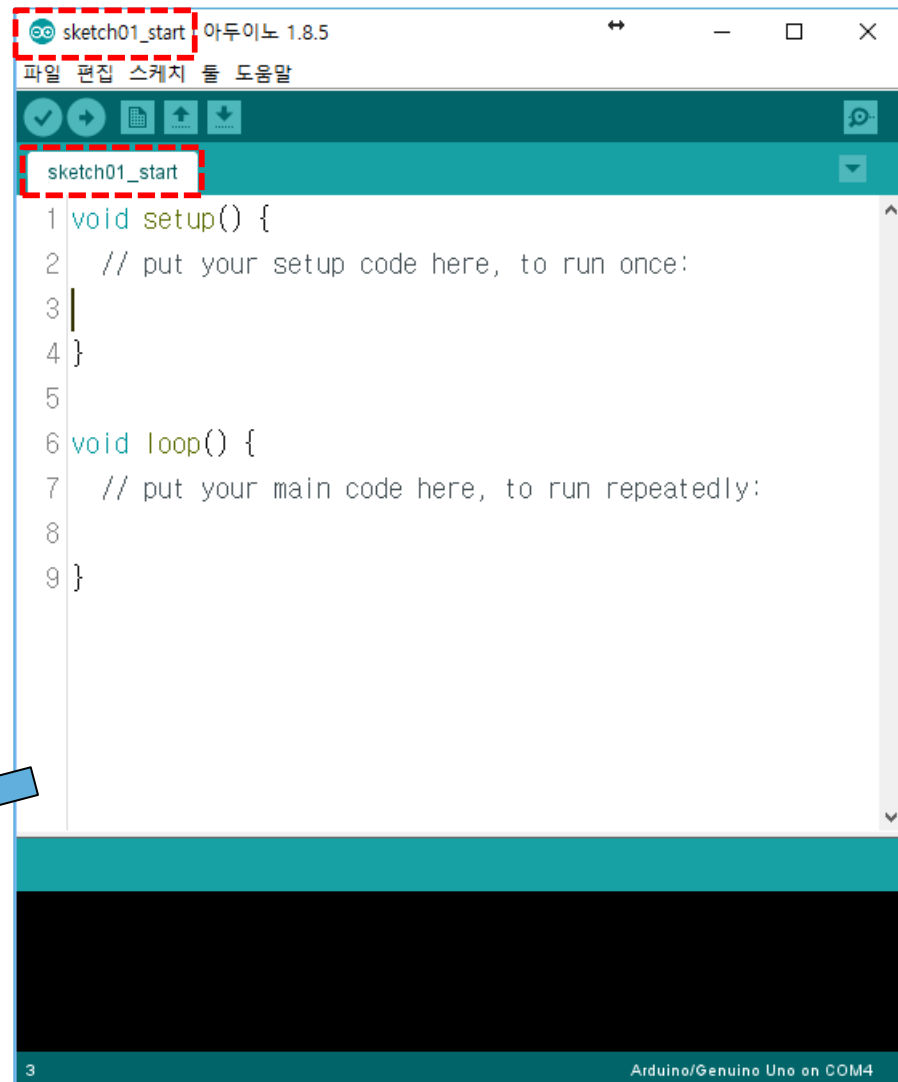 sketch01_start | 아두이노 1.8.5
파일 편집 스케치 툴 도움말
sketch01_start
1 void setup() {
2 // put your setup code here, to run once:
3
4 }
5
6 void loop() {
7 // put your main code here, to run repeatedly:
8
9 }
3 Arduino/Genuino Uno on COM4